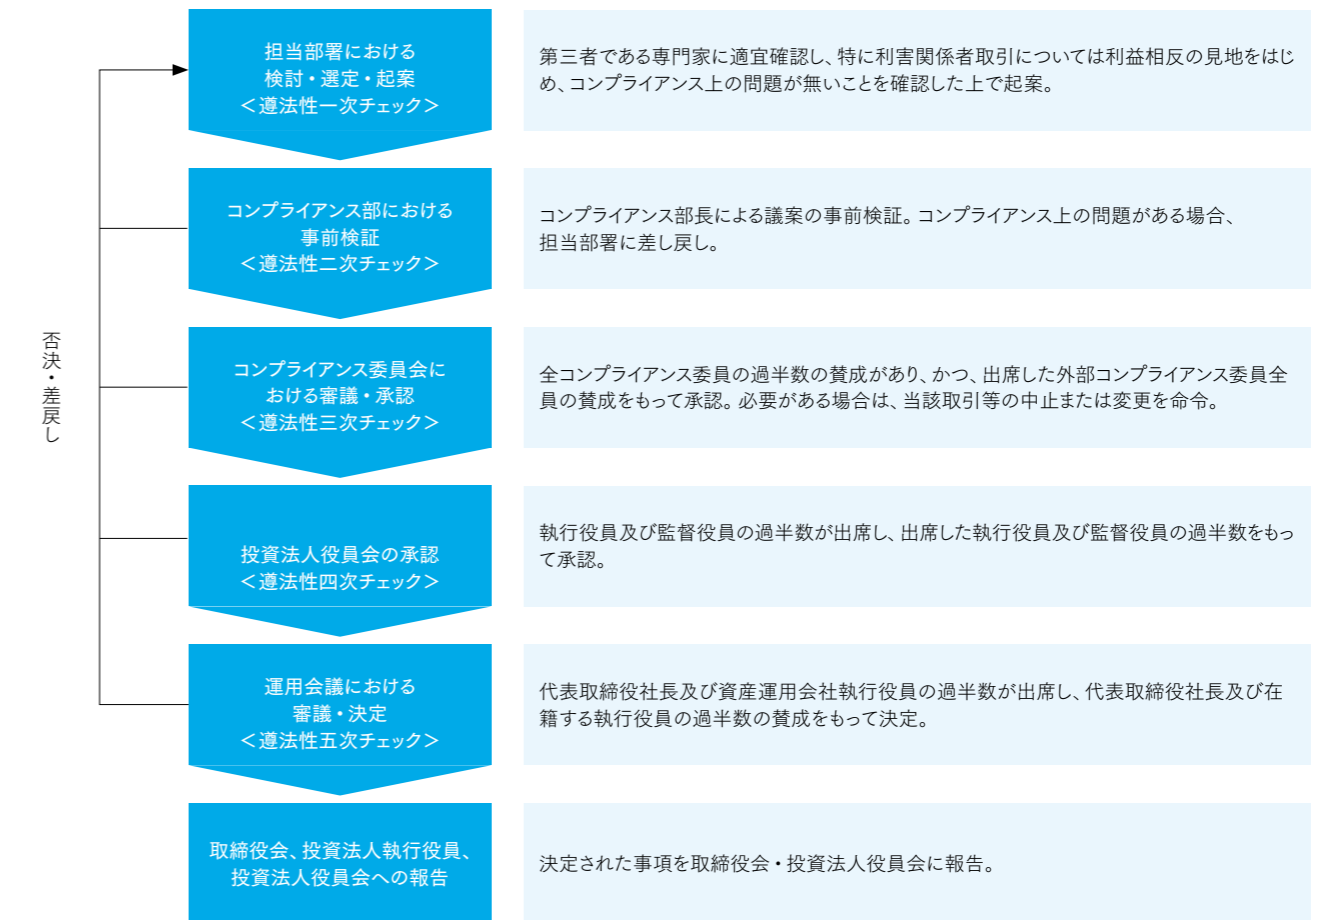 否決・差戻し
担当部署における
検討・選定・起案
＜遵法性一次チェック＞
第三者である専門家に適宜確認し、特に利害関係者取引については利益相反の見地をはじ
め、コンプライアンス上の問題が無いことを確認した上で起案。
コンプライアンス部における
事前検証
＜遵法性二次チェック＞
コンプライアンス部長による議案の事前検証。コンプライアンス上の問題がある場合、
担当部署に差し戻し。
コンプライアンス委員会に
おける審議・承認
＜遵法性三次チェック＞
全コンプライアンス委員の過半数の賛成があり、かつ、出席した外部コンプライアンス委員全
員の賛成をもって承認。必要がある場合は、当該取引等の中止または変更を命令。
投資法人役員会の承認
＜遵法性四次チェック＞
執行役員及び監督役員の過半数が出席し、出席した執行役員及び監督役員の過半数をもっ
て承認。
運用会議における
審議・決定
＜遵法性五次チェック＞
代表取締役社長及び資産運用会社執行役員の過半数が出席し、代表取締役社長及び在
籍する執行役員の過半数の賛成をもって決定。
取締役会、投資法人執行役員、
投資法人役員会への報告
決定された事項を取締役会・投資法人役員会に報告。